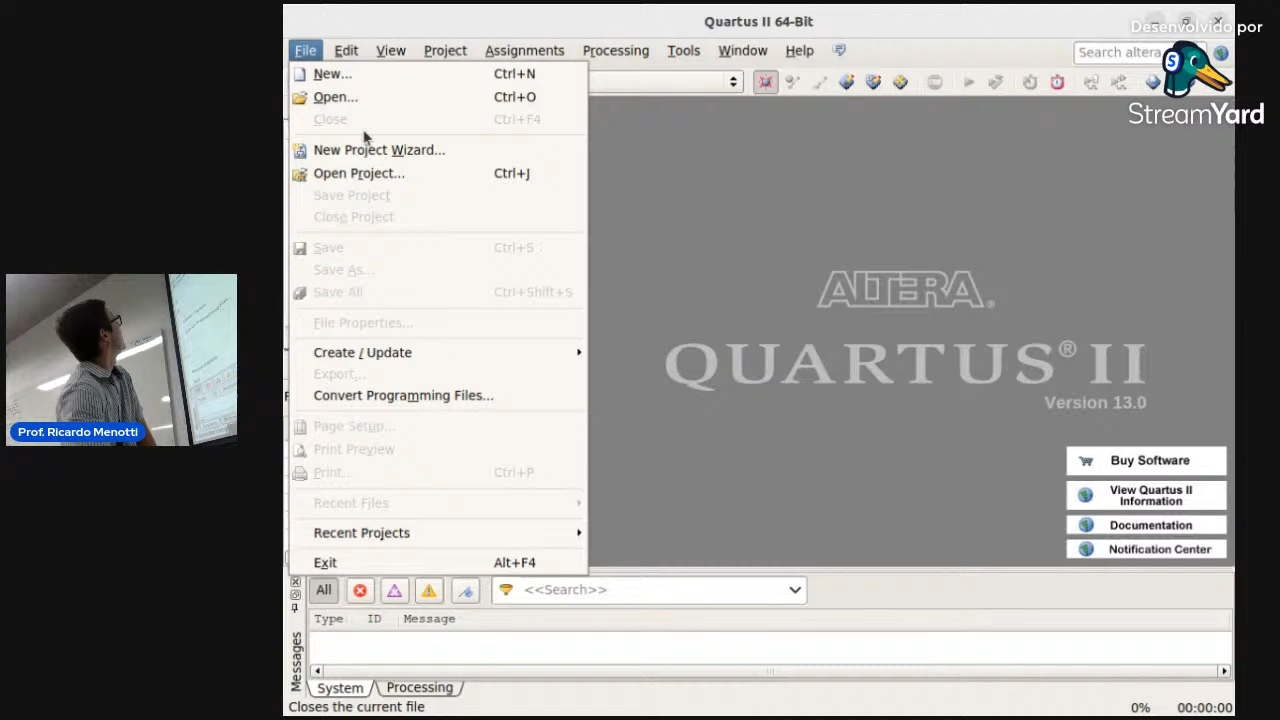 Quartus II 64-Bit
Desenvolvido por
StreamYard
File Edit View Project Assignments Processing Tools Window Help
Search altera
New... Ctrl+N
Open... Ctrl+O
Close Ctrl+F4
New Project Wizard...
Open Project... Ctrl+J
Save Project
Close Project
Save Ctrl+S
Save As...
Save All Ctrl+Shift+S
File Properties...
Create / Update
Export...
Convert Programming Files...
Page Setup...
Print Preview
Print... Ctrl+P
Recent Files
Recent Projects
Exit Alt+F4
ALTERA®
QUARTUS® II
Version 13.0
Buy Software
View Quartus II
Information
Documentation
Notification Center
Prof. Ricardo Menotti
All <<Search>>
Type ID Message
Messages
System Processing
Closes the current file 0% 00:00:00